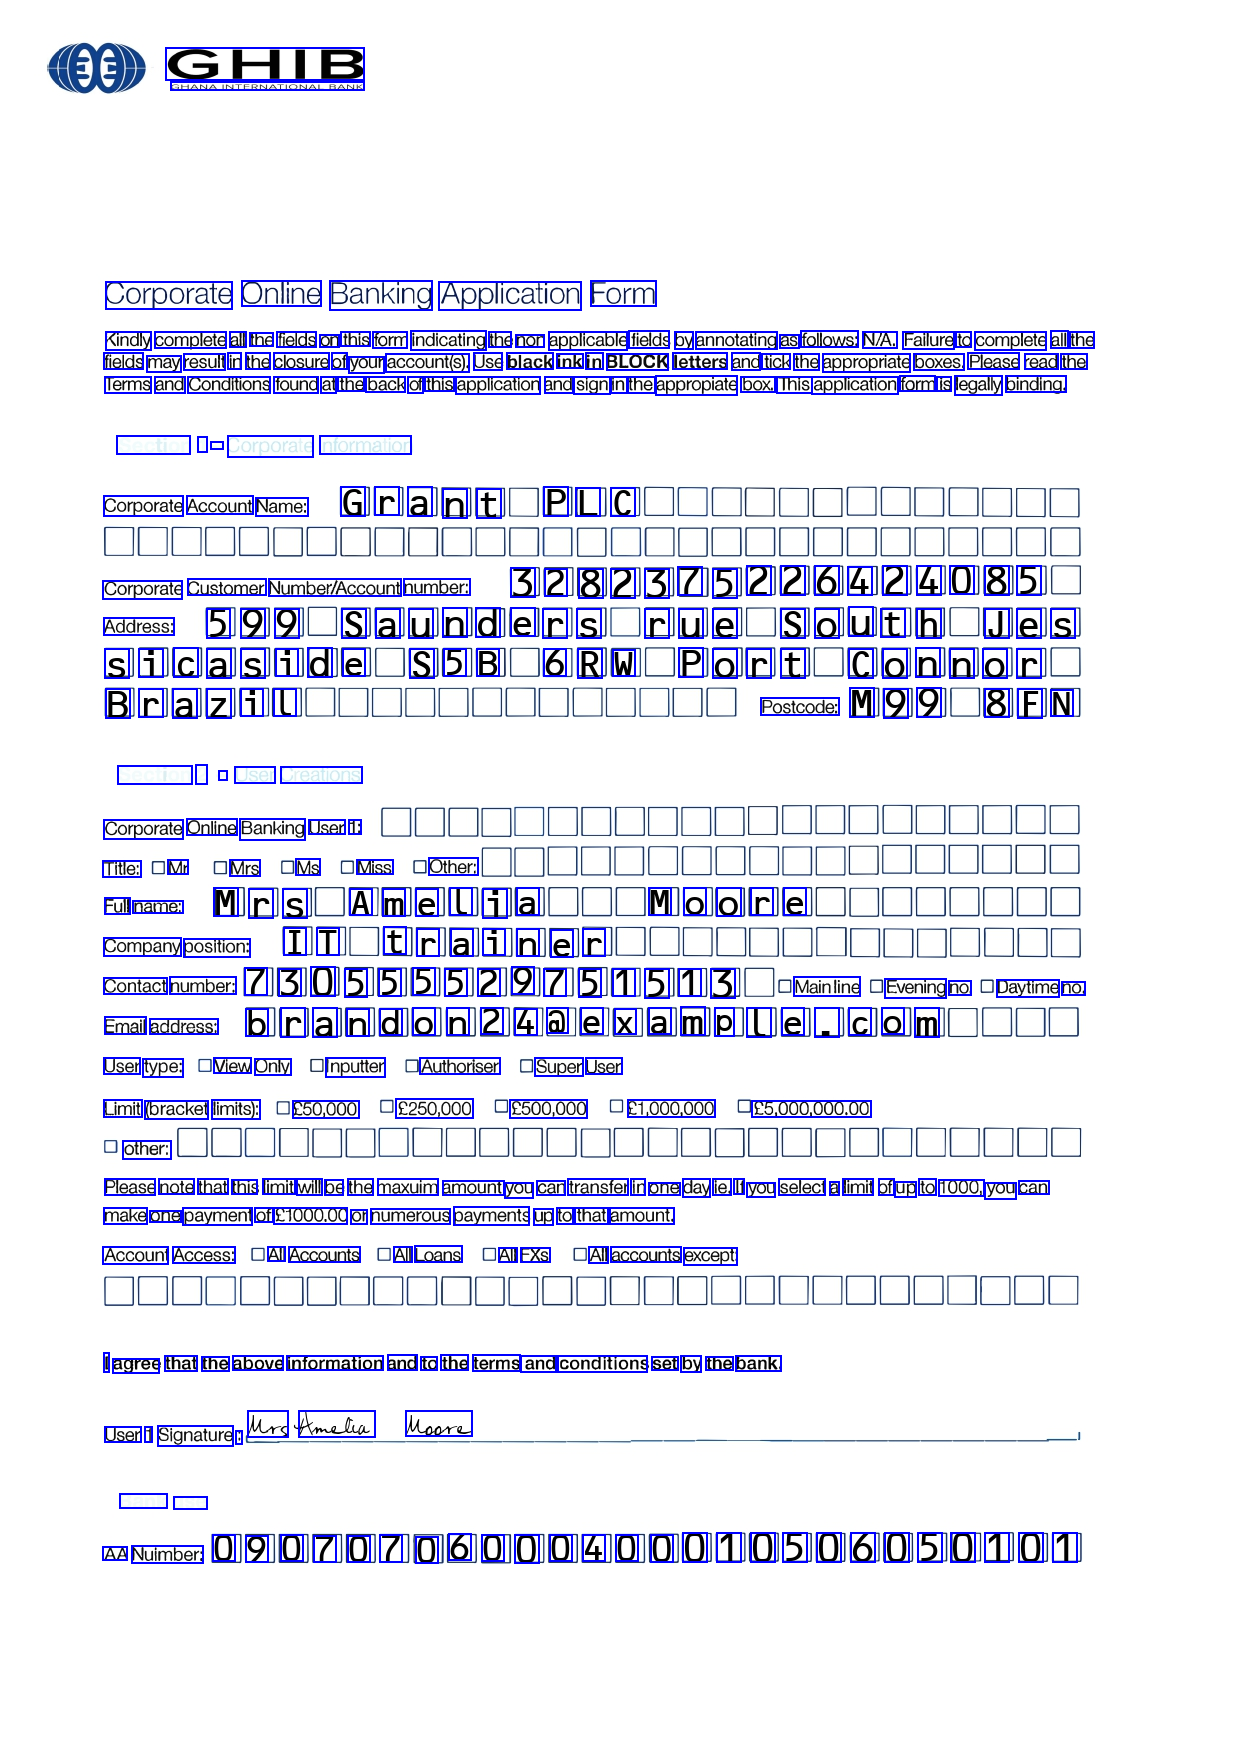 GHIB
GHANA INTERNATIONAL BANK
Corporate Online Banking Application Form
Kindly complete all the fields on this form indicating the non applicable fields by annotating as follows: N/A. Failure to complete all the
fields may result in the closure of your account(s). Use black ink in BLOCK letters and tick the appropriate boxes. Please read the
Terms and Conditions found at the back of this application and sign in the appropiate box. This application form is legally binding.
Section 1 - Corporate Information
Corporate Account Name: Grant PLC
Corporate Customer Number/Account number: 3282375226424085
Address: 599 Saunders rue South Jes
sicaside S5B 6RW Port Connor
Brazil Postcode: M99 8FN
Section - User Creations
Corporate Online Banking User 1:
Title: Mr Mrs Ms Miss Other:
Full name: Mrs Amelia Moore
Company position: IT trainer
Contact number: 730555529751513 Main line Evening no. Daytime no.
Email address: brandon24@example.com
User type: View Only Inputter Authoriser Super User
Limit (bracket limits): £50,000 £250,000 £500,000 £1,000,000 £5,000,000.00
other:
Please note that this limit will be the maxuim amount you can transfer in one day ie. If you select a limit of up to 1000, you can
make one payment of £1000.00 or numerous payments up to that amount.
Account Access: All Accounts All Loans All FXs All accounts except
I agree that the above information and to the terms and conditions set by the bank.
User 1 Signature: Mrs Amelia Moore
AA Nuimber: 09070706000400010506050101